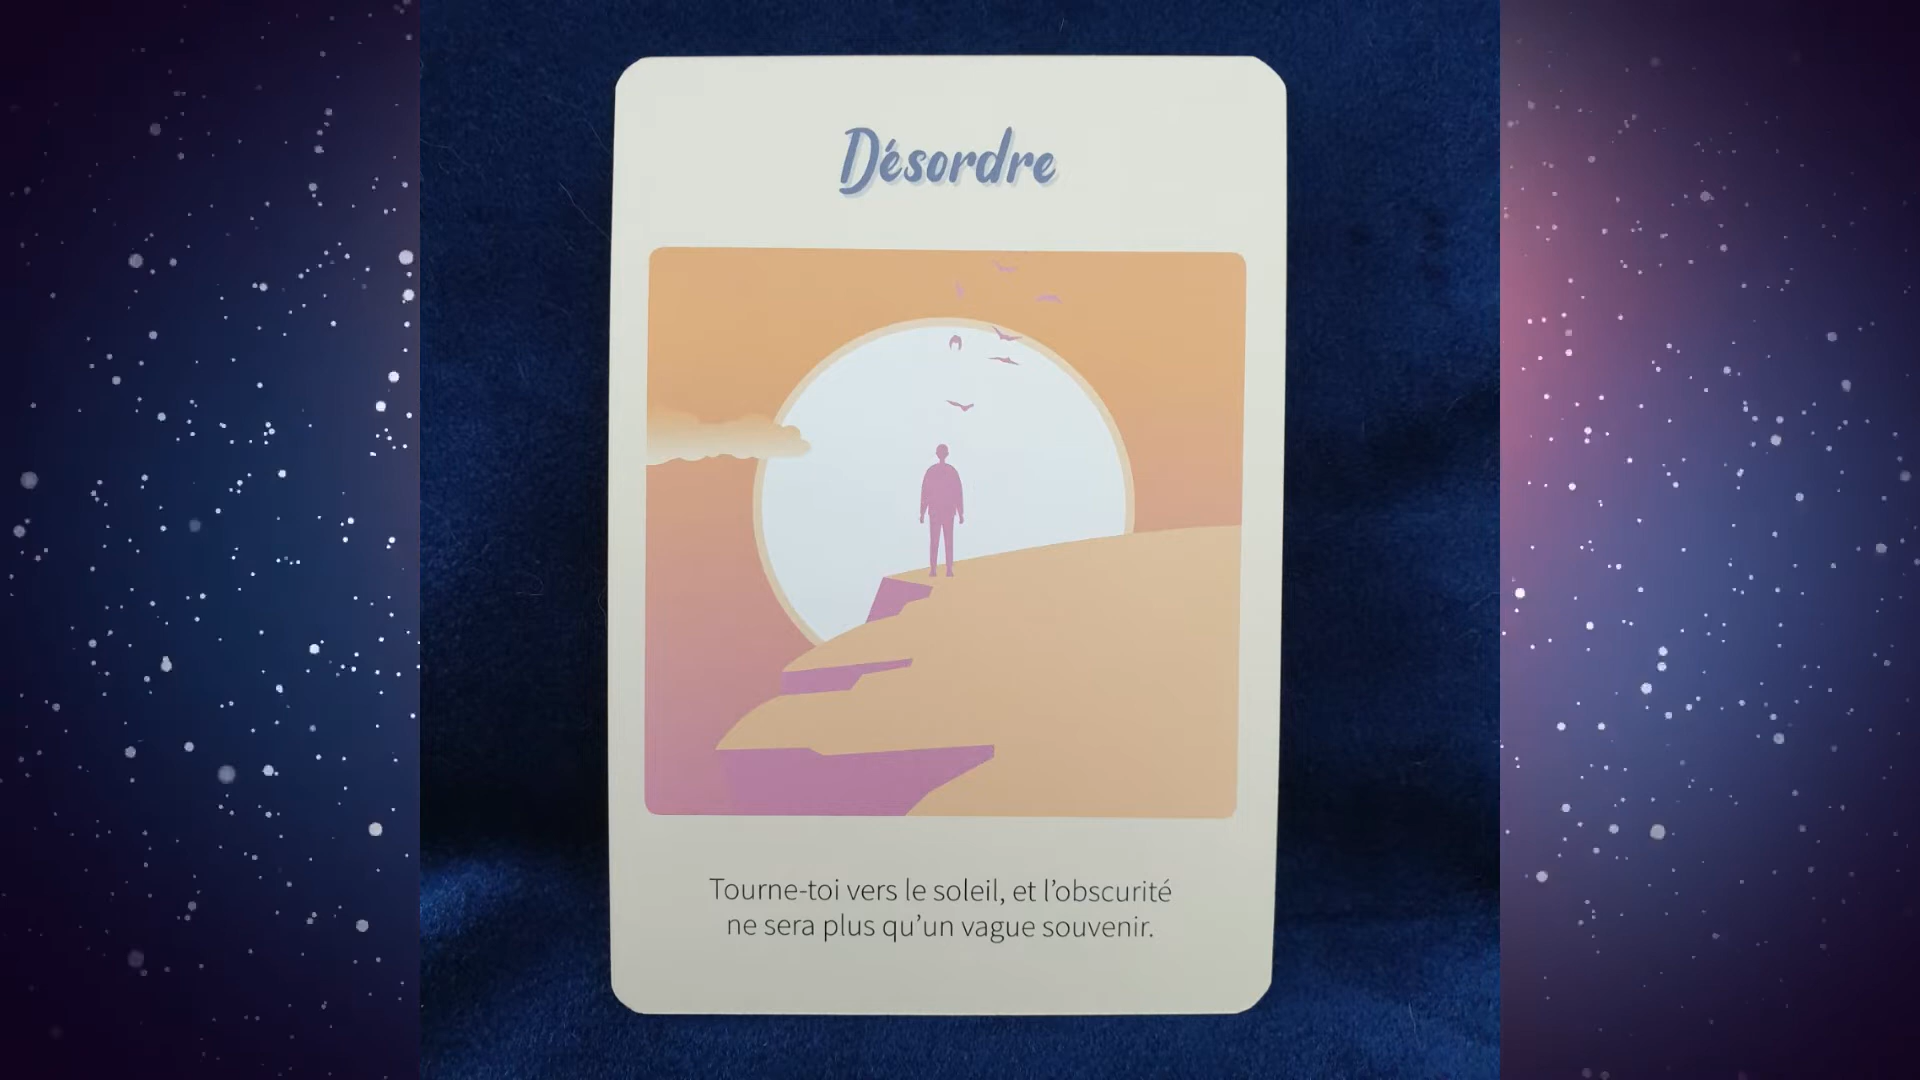 Désordre
Tourne-toi vers le soleil, et l’obscurité
ne sera plus qu’un vague souvenir.